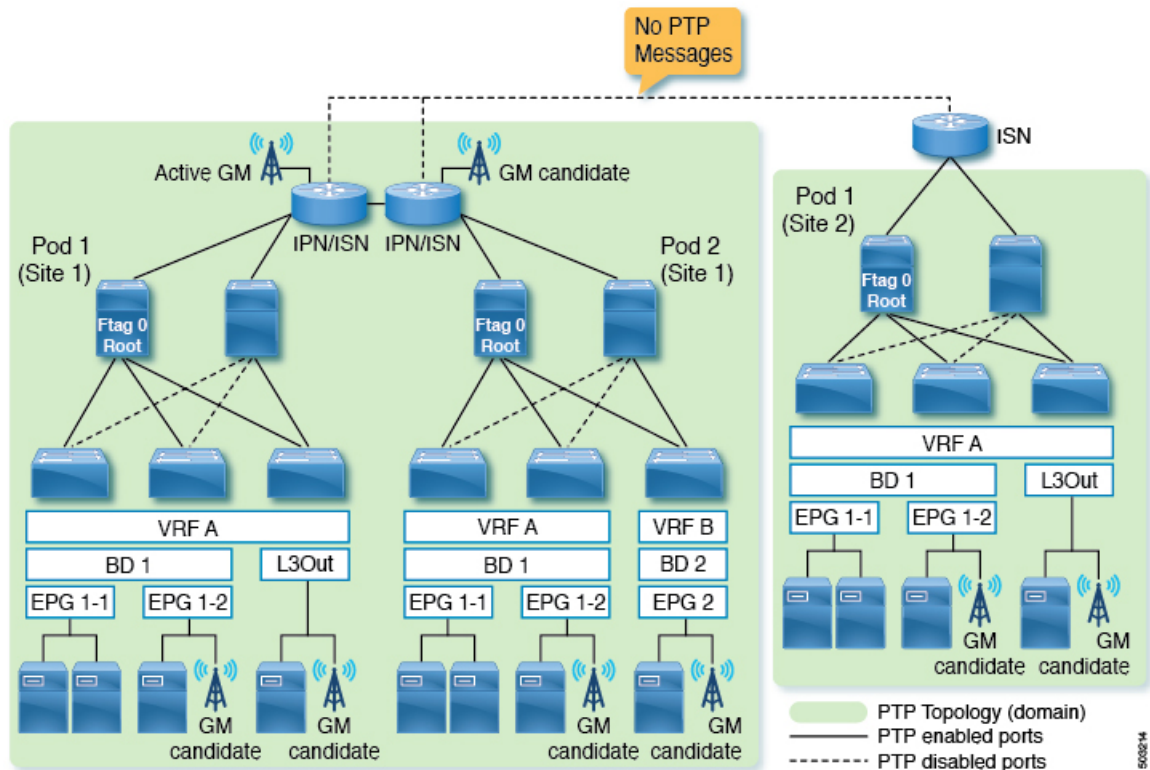 No PTP
Messages
ISN
Active GM
GM candidate
IPN/ISN
IPN/ISN
Pod 1
(Site 1)
Pod 2
(Site 1)
Pod 1
(Site 2)
Ftag 0
Root
Ftag 0
Root
Ftag 0
Root
VRF A
BD 1
L3Out
EPG 1-1
EPG 1-2
GM
candidate
GM
candidate
VRF A
VRF B
BD 1
BD 2
EPG 1-1
EPG 1-2
EPG 2
GM
candidate
GM
candidate
VRF A
BD 1
L3Out
EPG 1-1
EPG 1-2
GM
candidate
GM
candidate
PTP Topology (domain)
PTP enabled ports
PTP disabled ports
503214